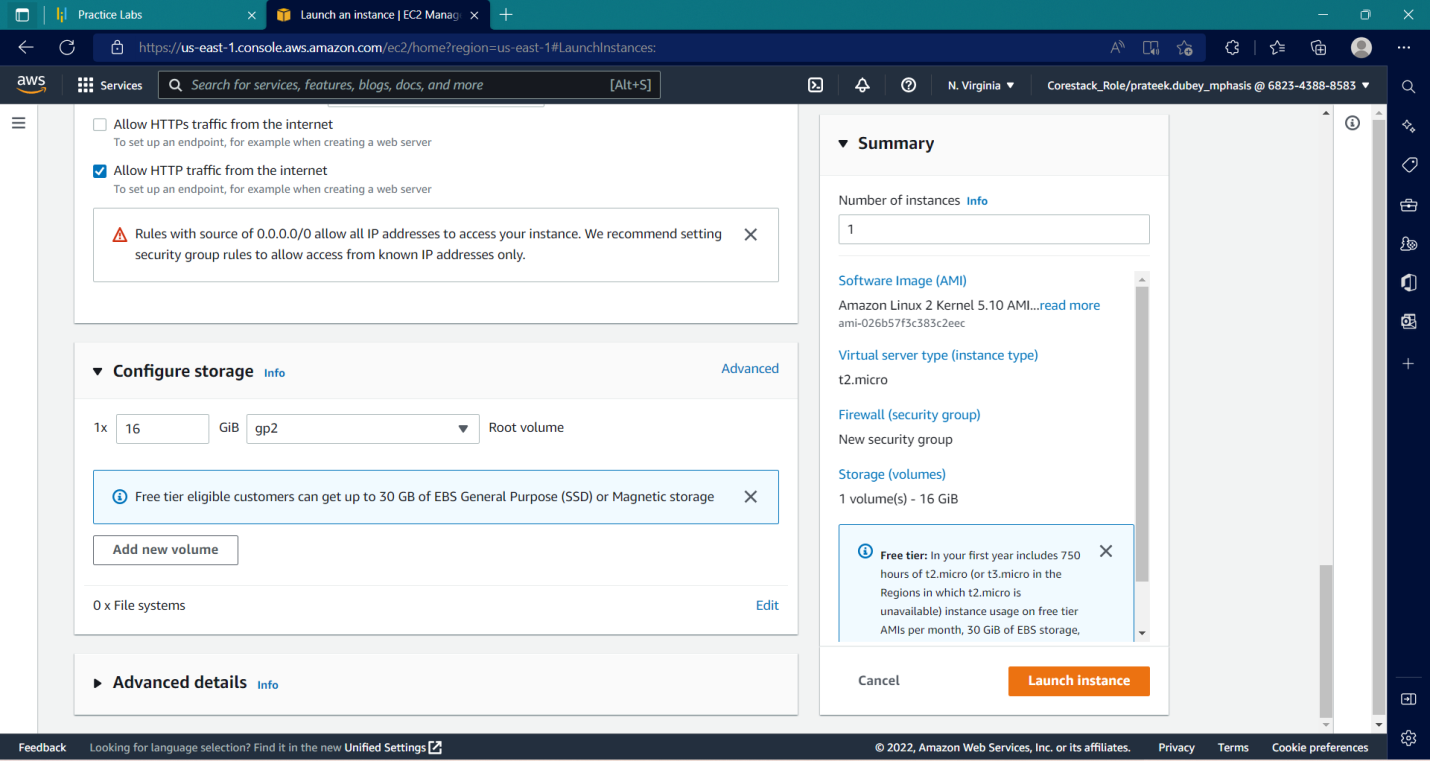 Practice Labs
Launch an instance | EC2 Manag
https://us-east-1.console.aws.amazon.com/ec2/home?region=us-east-1#LaunchInstances:
aws
Services
Search for services, features, blogs, docs, and more
[Alt+S]
N. Virginia
Corestack_Role/prateek.dubey_mphasis @ 6823-4388-8583
Allow HTTPs traffic from the internet
To set up an endpoint, for example when creating a web server
Allow HTTP traffic from the internet
To set up an endpoint, for example when creating a web server
Rules with source of 0.0.0.0/0 allow all IP addresses to access your instance. We recommend setting
security group rules to allow access from known IP addresses only.
Configure storage Info
Advanced
1x 16 GiB gp2 Root volume
Free tier eligible customers can get up to 30 GB of EBS General Purpose (SSD) or Magnetic storage
Add new volume
0 x File systems
Edit
Advanced details Info
Summary
Number of instances Info
1
Software Image (AMI)
Amazon Linux 2 Kernel 5.10 AMI...read more
ami-026b57f3c383c2eec
Virtual server type (instance type)
t2.micro
Firewall (security group)
New security group
Storage (volumes)
1 volume(s) - 16 GiB
Free tier: In your first year includes 750
hours of t2.micro (or t3.micro in the
Regions in which t2.micro is
unavailable) instance usage on free tier
AMIs per month, 30 GiB of EBS storage,
Cancel
Launch instance
Feedback
Looking for language selection? Find it in the new Unified Settings
© 2022, Amazon Web Services, Inc. or its affiliates.
Privacy
Terms
Cookie preferences